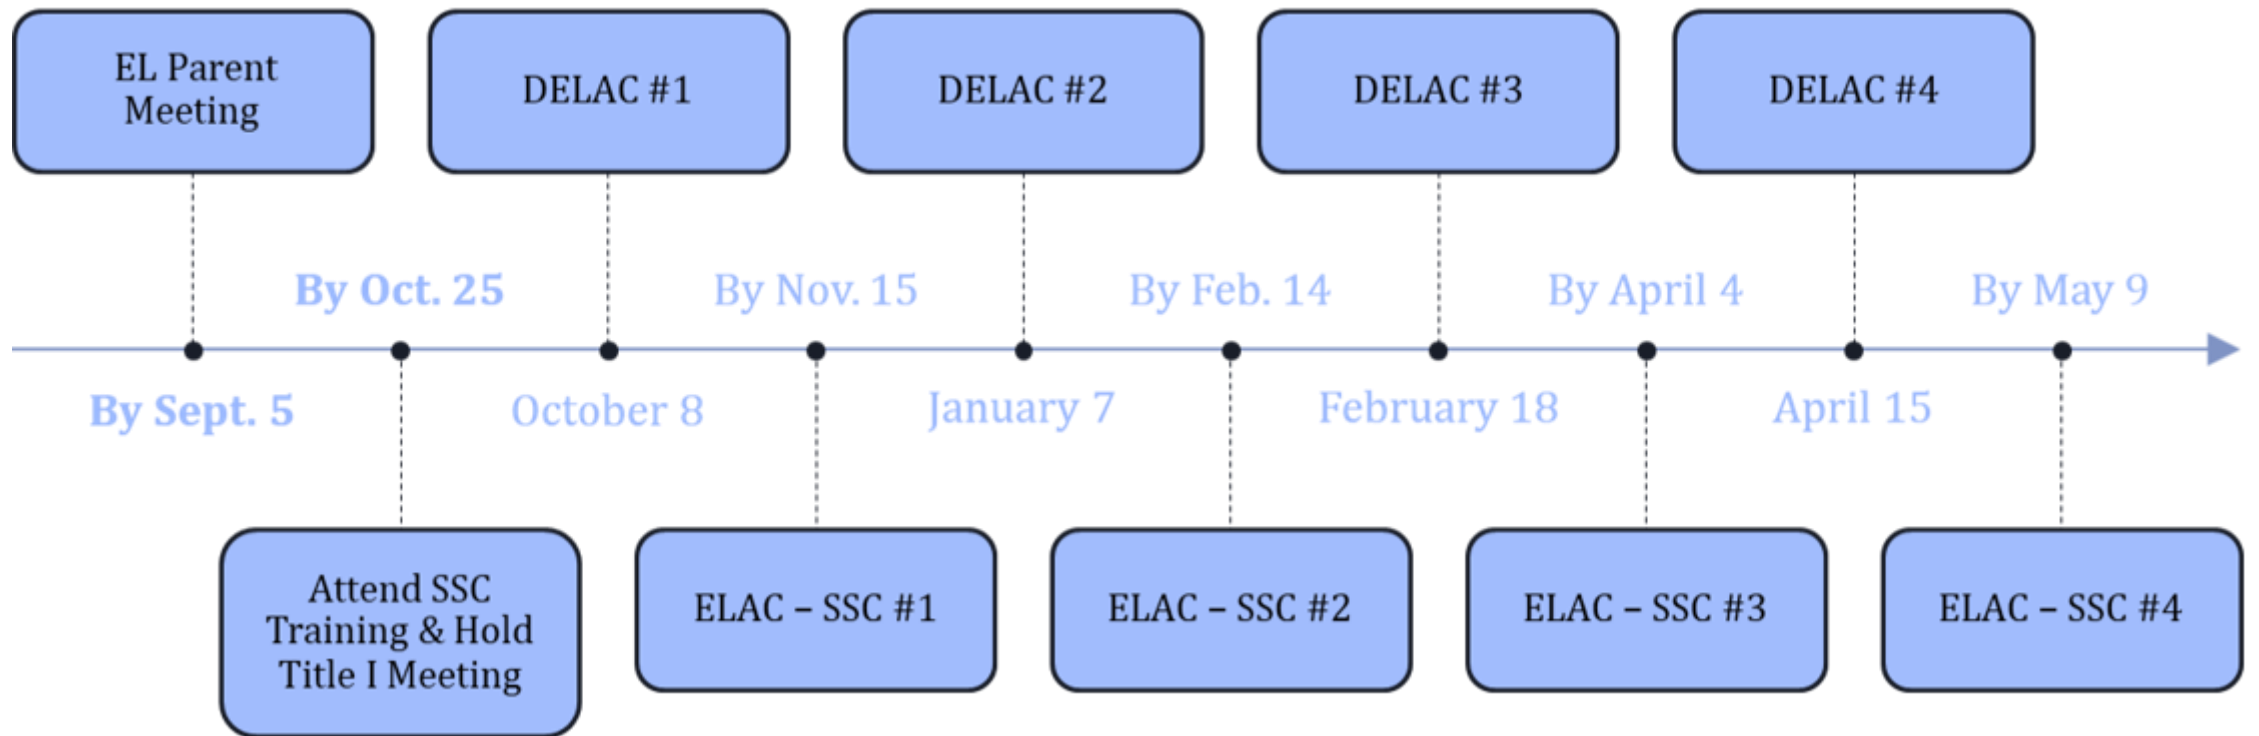 EL Parent
Meeting
DELAC #1
DELAC #2
DELAC #3
DELAC #4
By Oct. 25
By Nov. 15
By Feb. 14
By April 4
By May 9
By Sept. 5
October 8
January 7
February 18
April 15
Attend SSC
Training & Hold
Title I Meeting
ELAC – SSC #1
ELAC – SSC #2
ELAC – SSC #3
ELAC – SSC #4